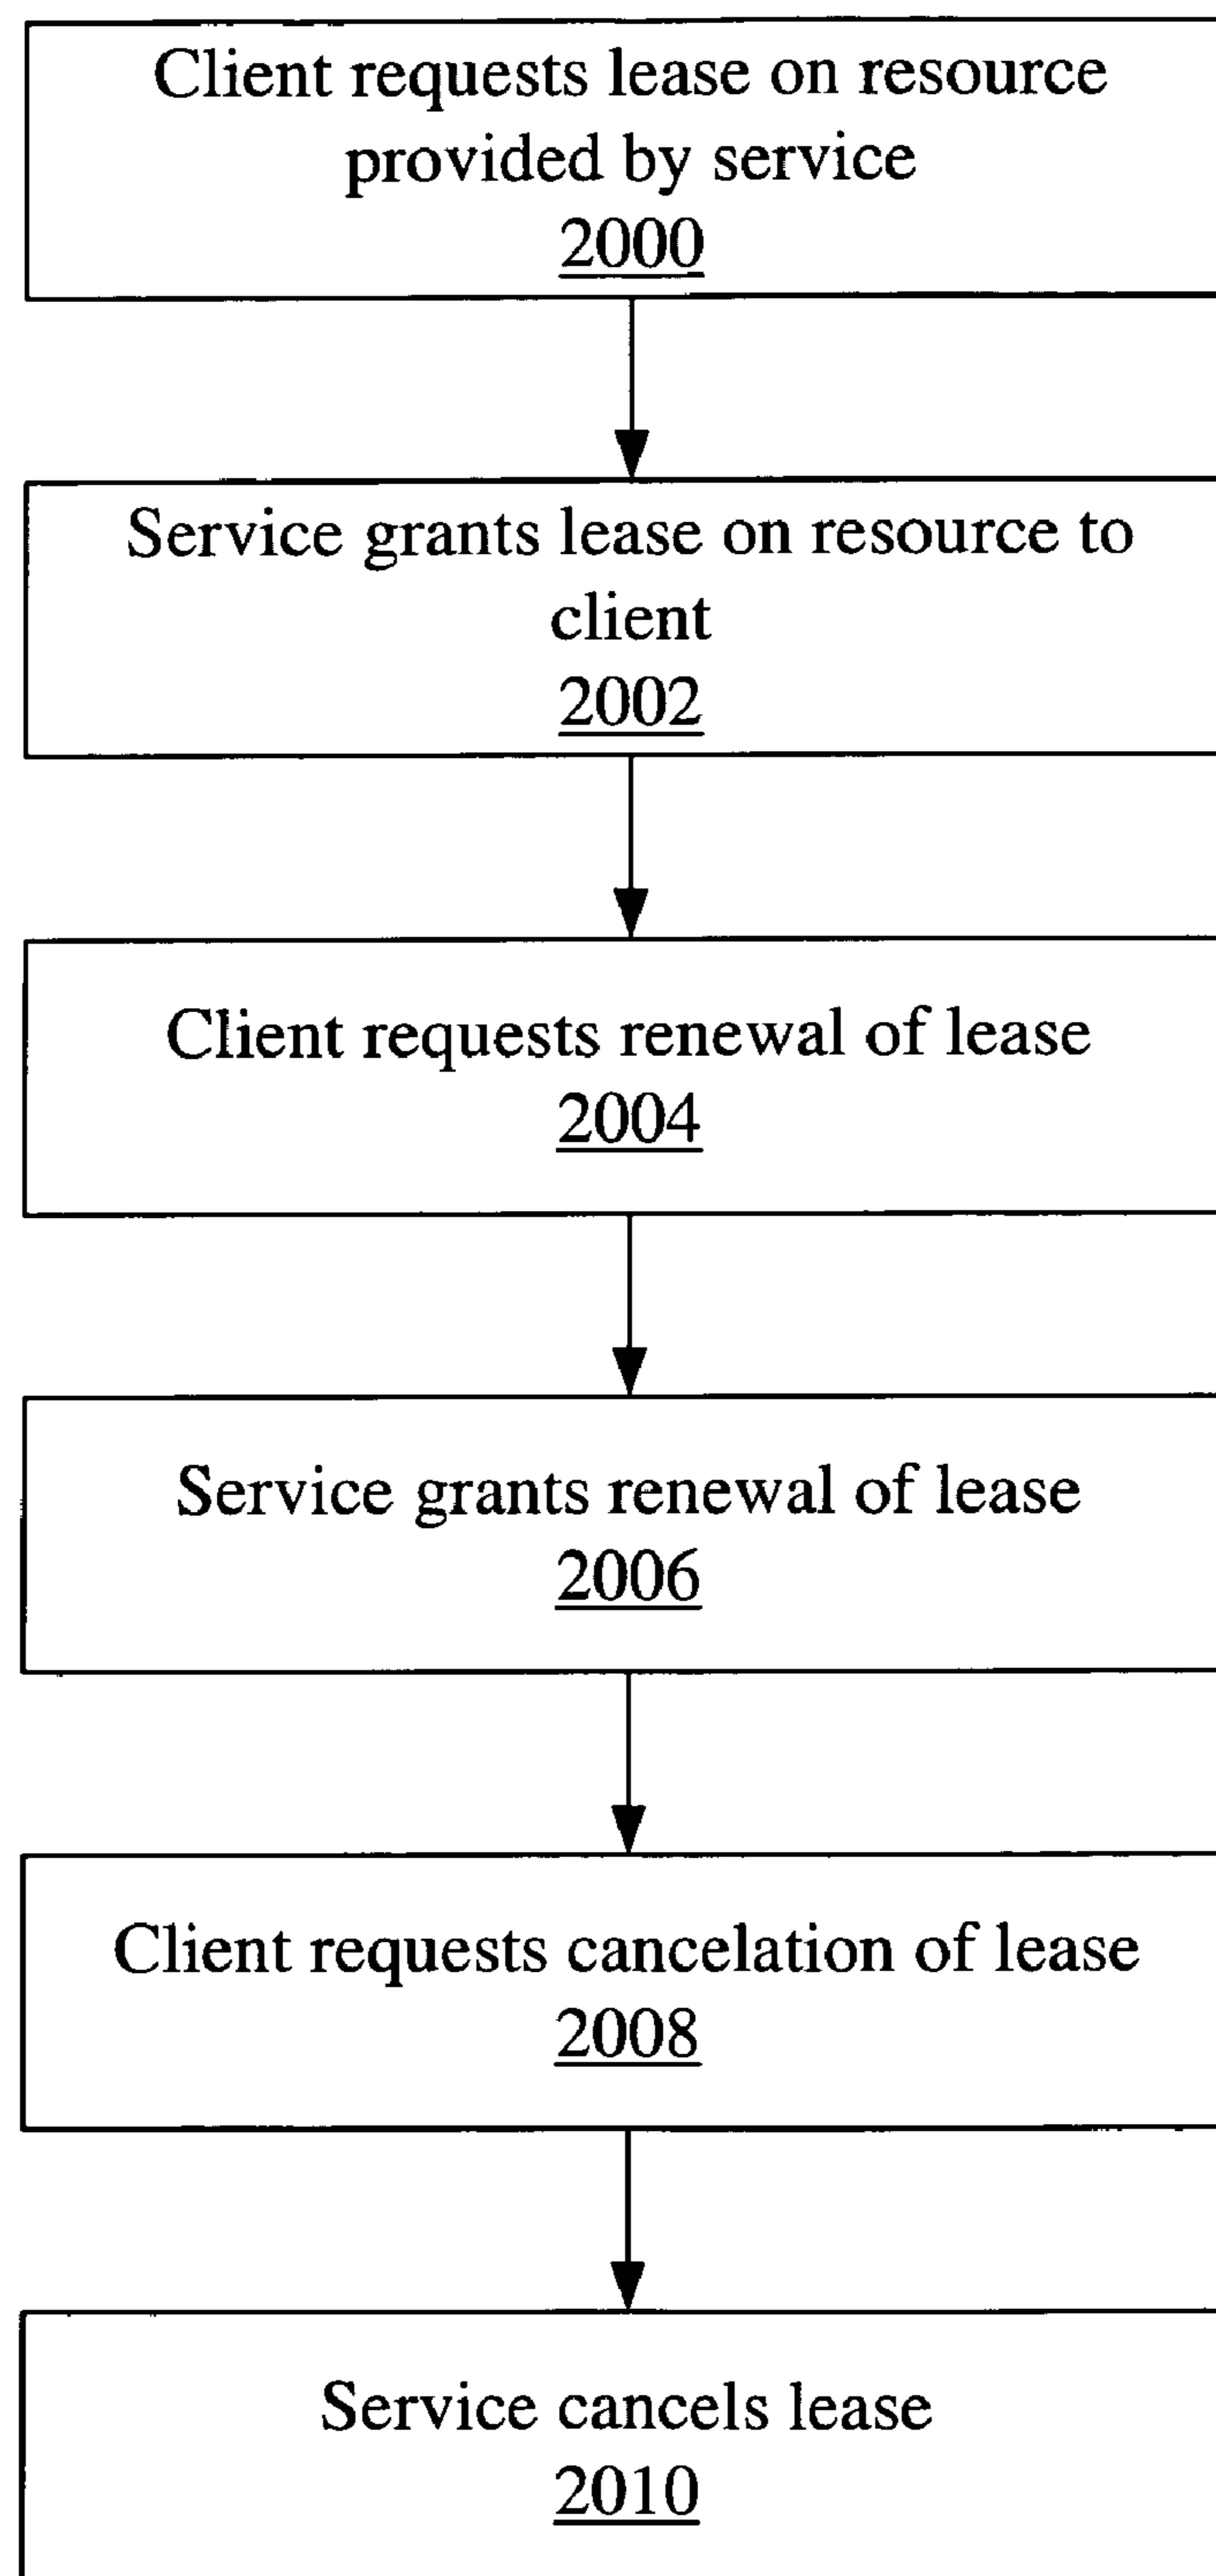 Client requests lease on resource
provided by service
2000
Service grants lease on resource to
client
2002
Client requests renewal of lease
2004
Service grants renewal of lease
2006
Client requests cancelation of lease
2008
Service cancels lease
2010